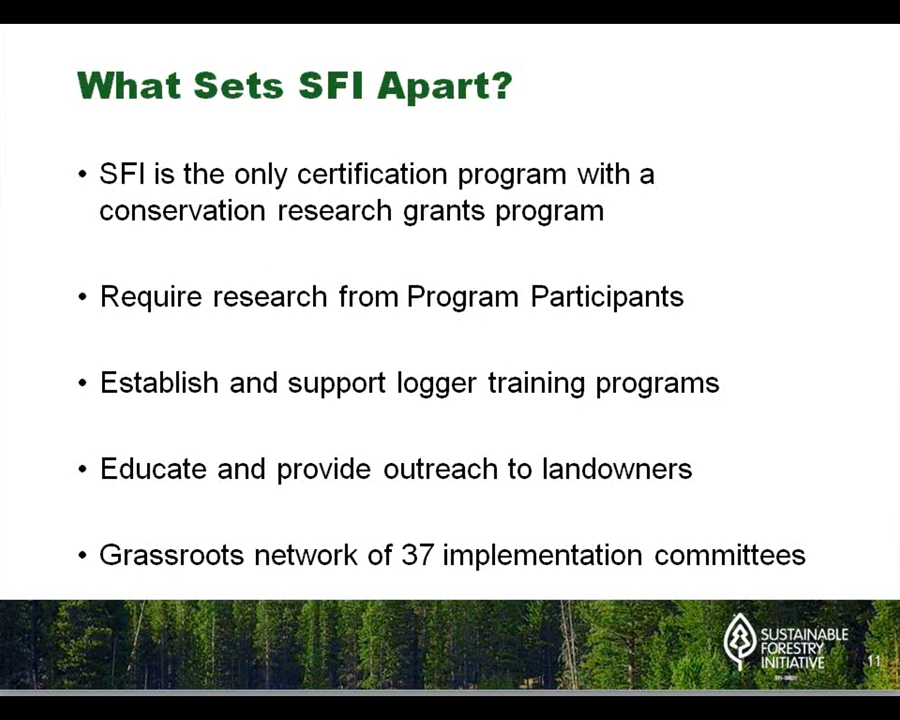 What Sets SFI Apart?
• SFI is the only certification program with a
conservation research grants program
• Require research from Program Participants
• Establish and support logger training programs
• Educate and provide outreach to landowners
• Grassroots network of 37 implementation committees
SUSTAINABLE
FORESTRY
INITIATIVE
11